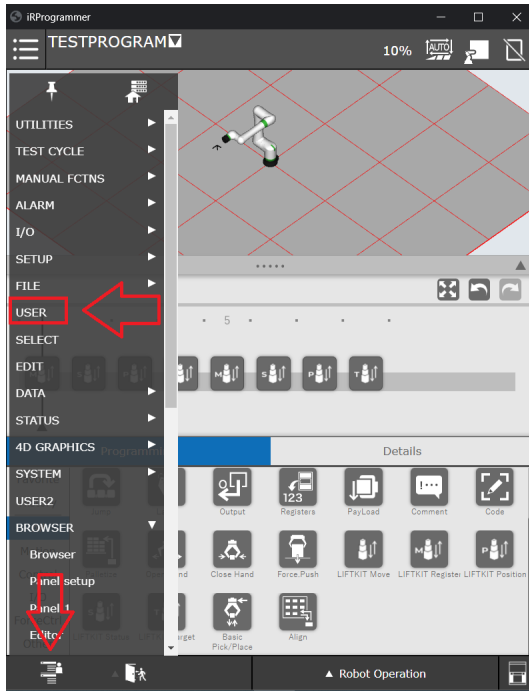 iRProgrammer
TESTPROGRAM
10% AUTO
UTILITIES
TEST CYCLE
MANUAL FCTNS
ALARM
I/O
SETUP
FILE
USER
SELECT
EDIT
DATA
STATUS
4D GRAPHICS
SYSTEM
USER2
BROWSER
Browser
Panel setup
Panel 1
Editor
5
S P M S P T
Details
Output Registers PayLoad Comment Code
123
Close Hand Force.Push LIFTKIT Move LIFTKIT Register LIFTKIT Position
M P
Basic Pick/Place Align
Robot Operation